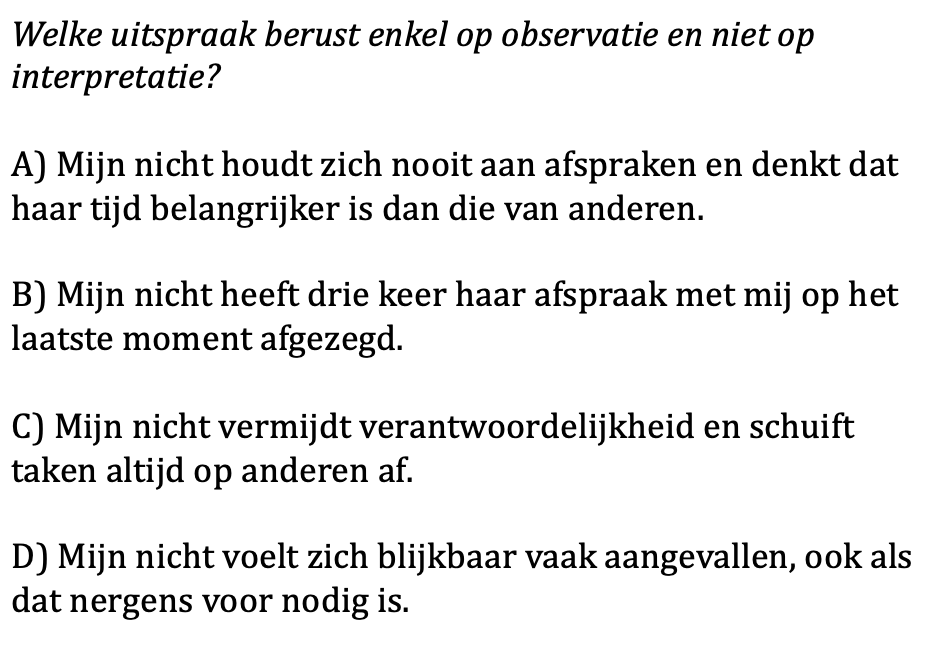 Welke uitspraak berust enkel op observatie en niet op
interpretatie?
A) Mijn nicht houdt zich nooit aan afspraken en denkt dat
haar tijd belangrijker is dan die van anderen.
B) Mijn nicht heeft drie keer haar afspraak met mij op het
laatste moment afgezegd.
C) Mijn nicht vermijdt verantwoordelijkheid en schuift
taken altijd op anderen af.
D) Mijn nicht voelt zich blijkbaar vaak aangevallen, ook als
dat nergens voor nodig is.